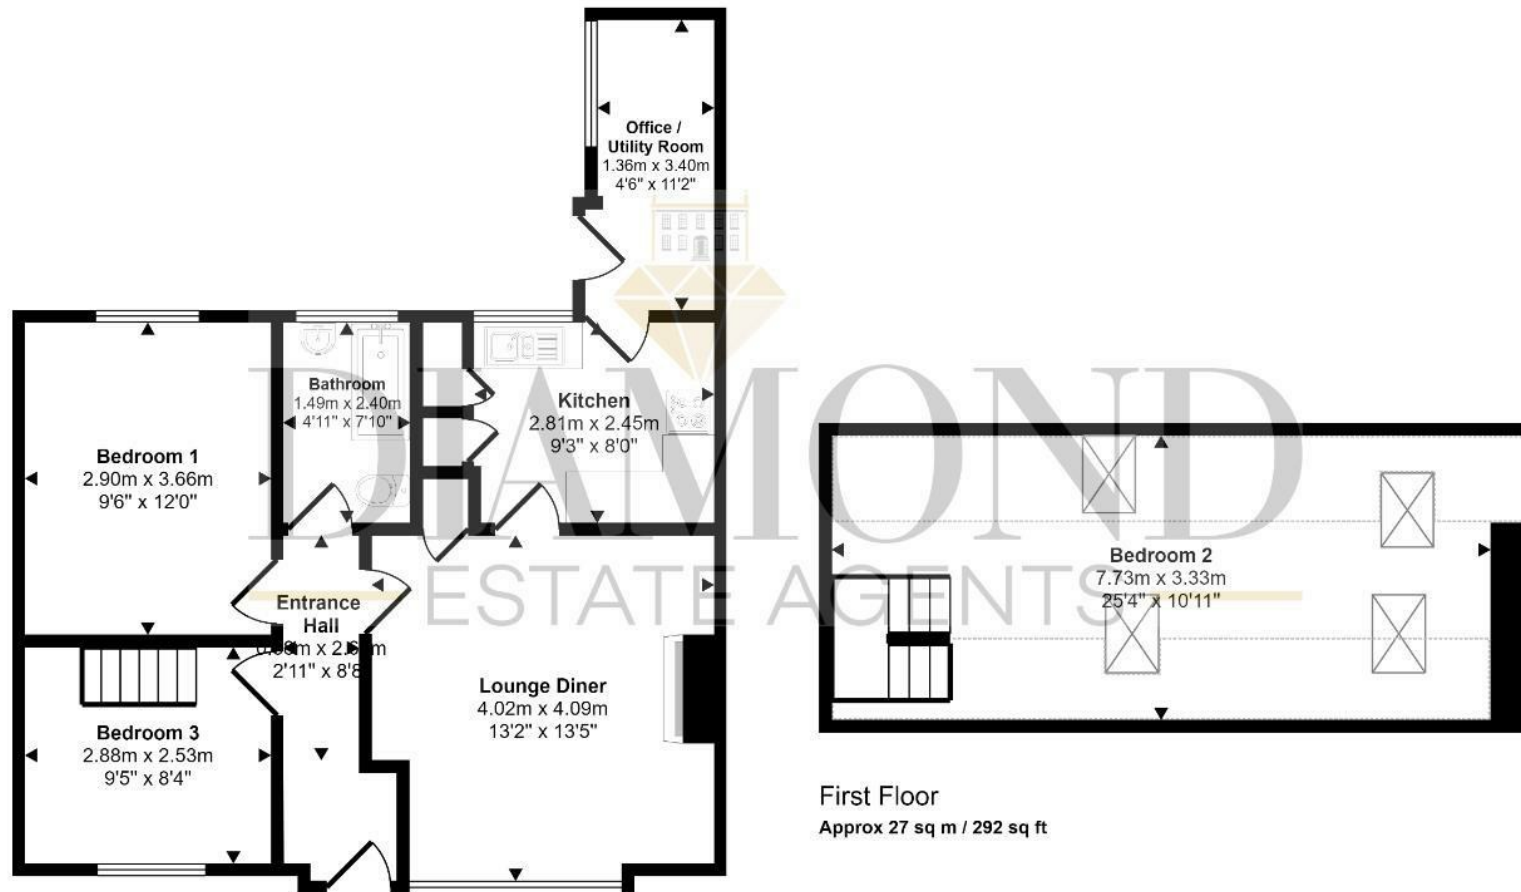 Office /
Utility Room
1.36m x 3.40m
4'6" x 11'2"
Bathroom
1.49m x 2.40m
4'11" x 7'10"
Kitchen
2.81m x 2.45m
9'3" x 8'0"
Bedroom 1
2.90m x 3.66m
9'6" x 12'0"
DIAMOND
ESTATE AGENTS
Bedroom 2
7.73m x 3.33m
25'4" x 10'11"
Entrance
Hall
2'11" x 8'8
Lounge Diner
4.02m x 4.09m
13'2" x 13'5"
Bedroom 3
2.88m x 2.53m
9'5" x 8'4"
First Floor
Approx 27 sq m / 292 sq ft